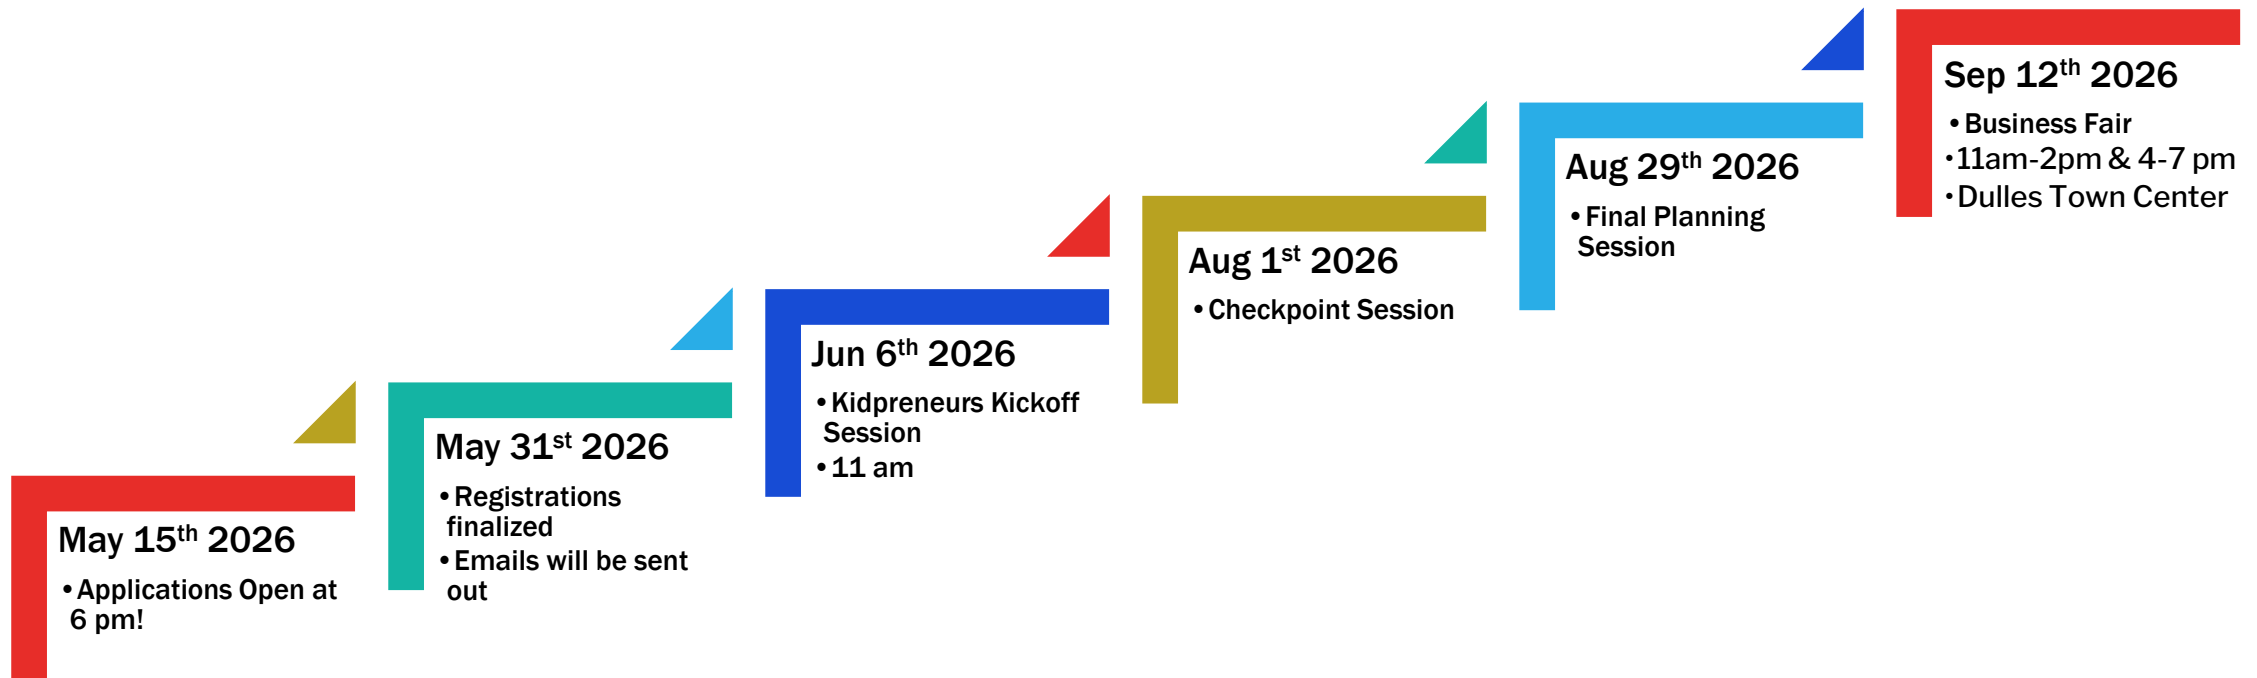 May 15th 2026
•Applications Open at
6 pm!
May 31st 2026
•Registrations
finalized
•Emails will be sent
out
Jun 6th 2026
•Kidpreneurs Kickoff
Session
•11 am
Aug 1st 2026
•Checkpoint Session
Aug 29th 2026
•Final Planning
Session
Sep 12th 2026
•Business Fair
•11am-2pm & 4-7 pm
•Dulles Town Center